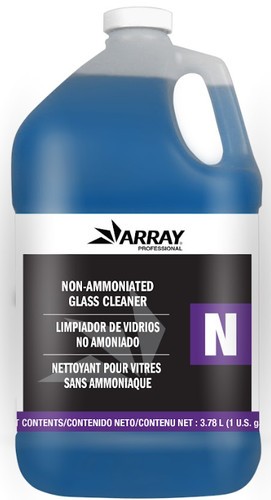 ARRAY
PROFESSIONAL
NON-AMMONIATED
GLASS CLEANER
LIMPIADOR DE VIDRIOS
NO AMONIADO
NETTOYANT POUR VITRES
SANS AMMONIAQUE
N
T CONTENTS/CONTENIDO NETO/CONTENU NET : 3.78 L (1 U.S. ga